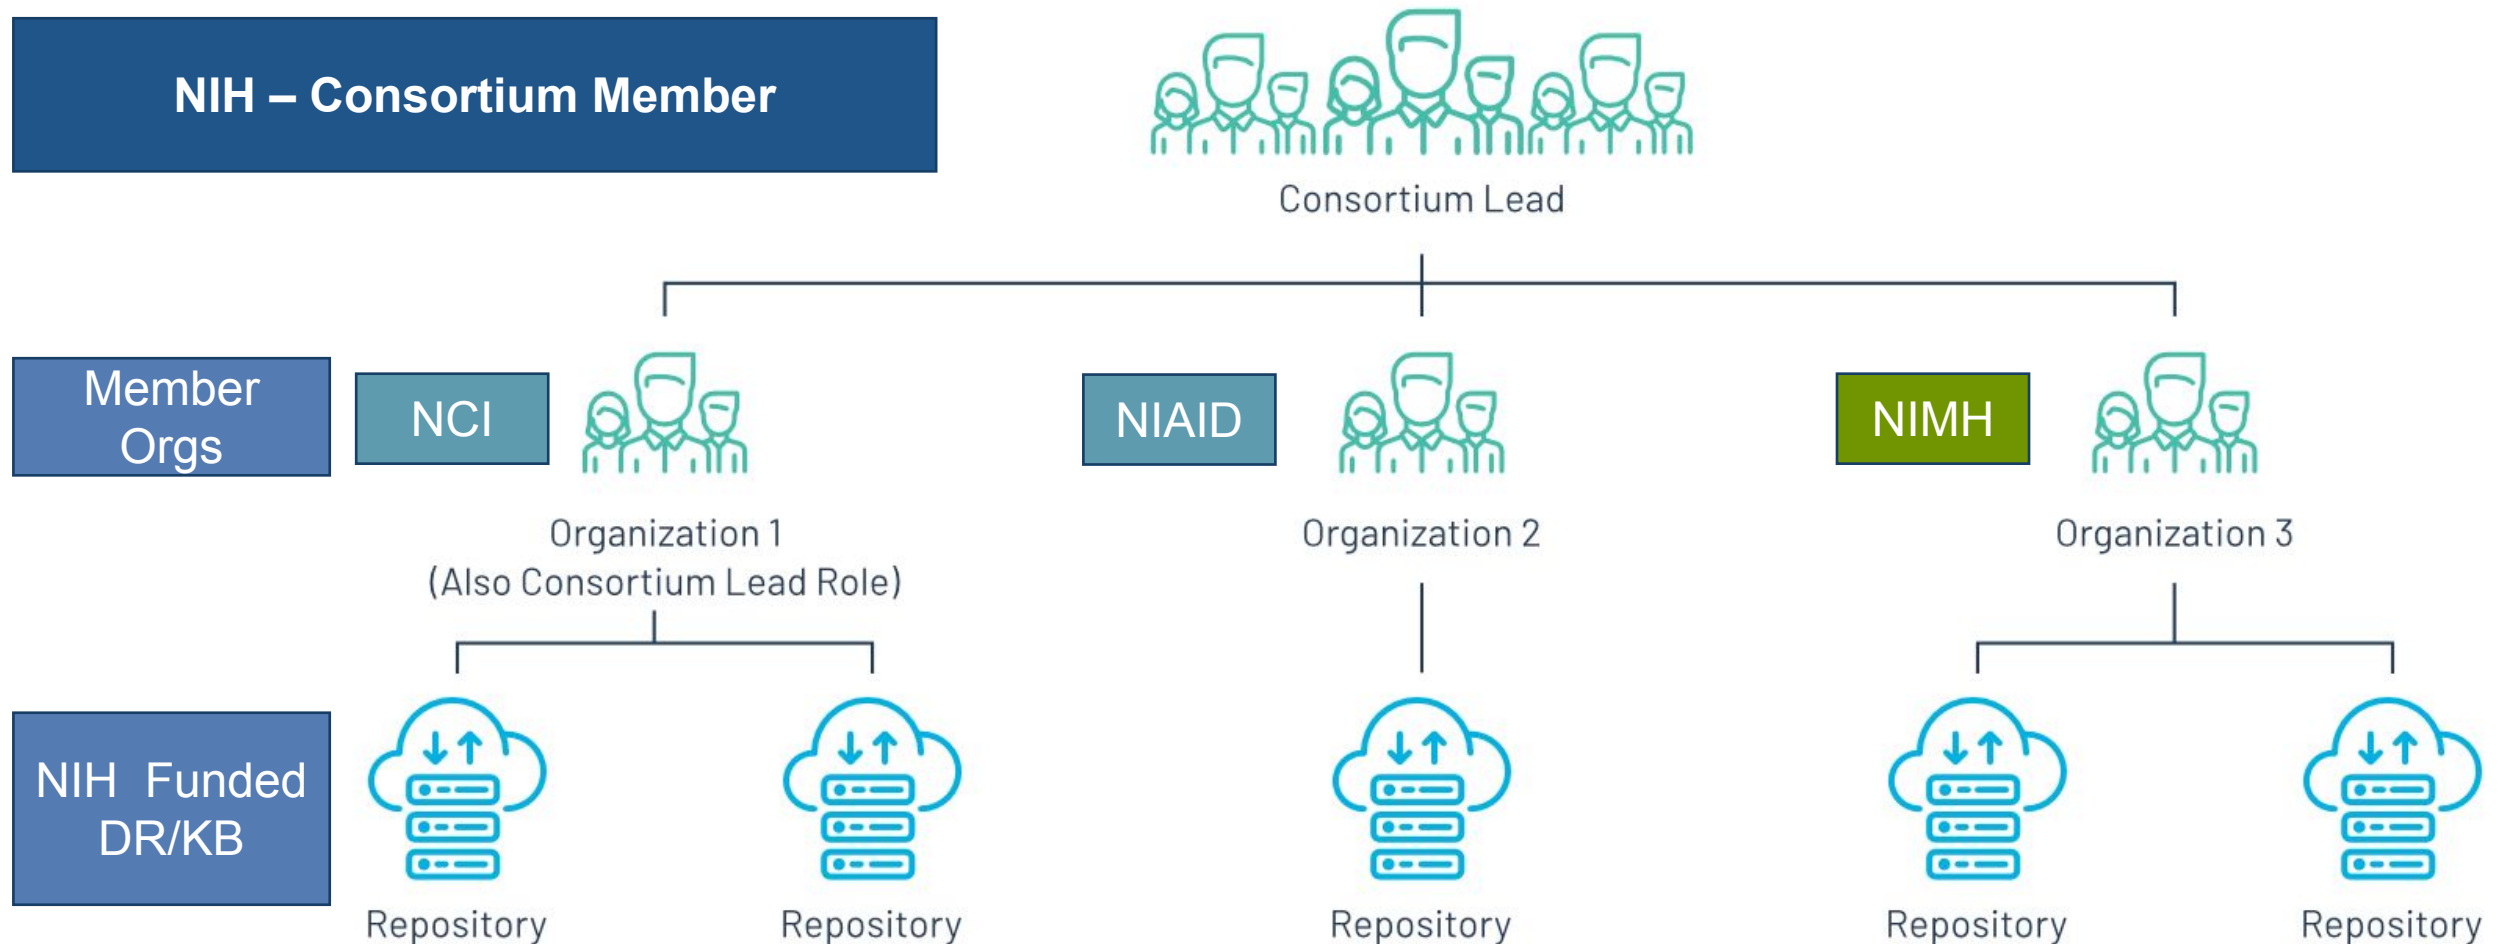 NIH – Consortium Member
Consortium Lead
Member
Orgs
NCI
NIAID
NIMH
Organization 1
(Also Consortium Lead Role)
Organization 2
Organization 3
NIH Funded
DR/KB
Repository
Repository
Repository
Repository
Repository